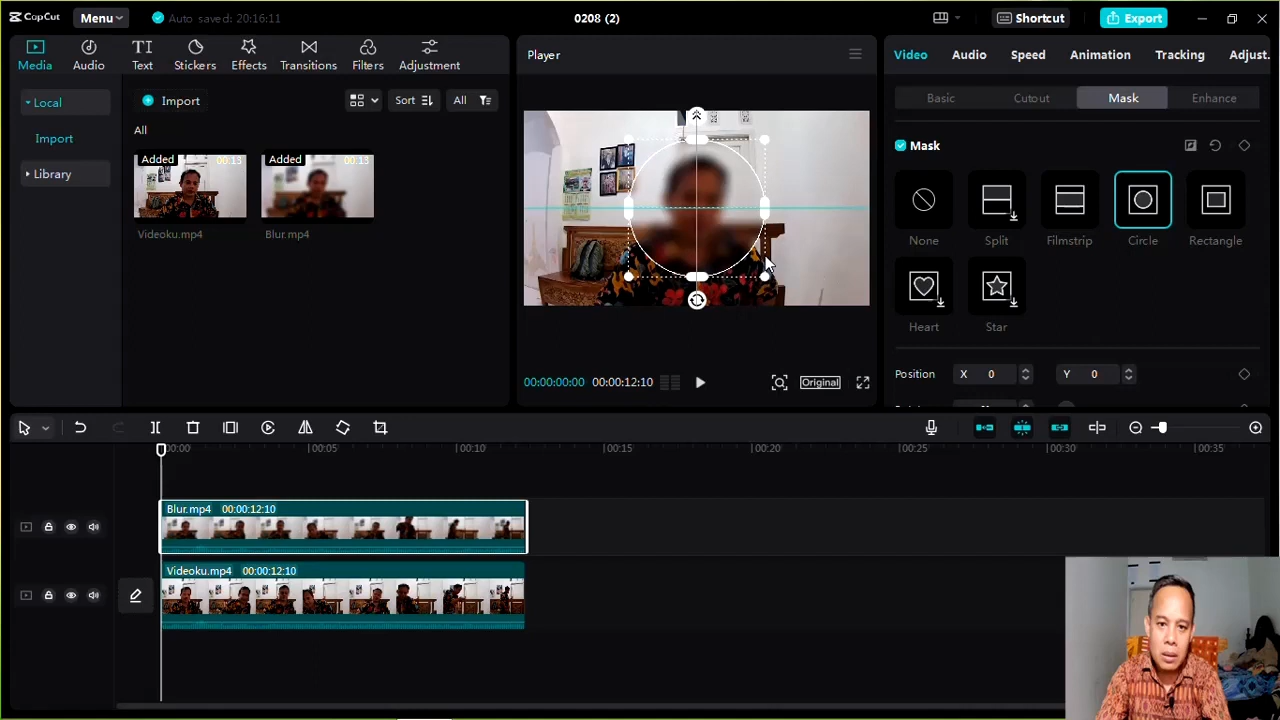 CapCut
Menu
Auto saved: 20:16:11
0208 (2)
Shortcut
Export
Media
Audio
Text
Stickers
Effects
Transitions
Filters
Adjustment
Local
Import
Library
Import
Sort
All
All
Added
00:13
Videoku.mp4
Added
00:13
Blur.mp4
Player
00:00:00:00
00:00:12:10
Original
Video
Audio
Speed
Animation
Tracking
Adjust.
Basic
Cutout
Mask
Enhance
Mask
None
Split
Filmstrip
Circle
Rectangle
Heart
Star
Position
X
0
Y
0
00:00
00:05
00:10
00:15
00:20
00:25
00:30
00:35
Blur.mp4
00:00:12:10
Videoku.mp4
00:00:12:10